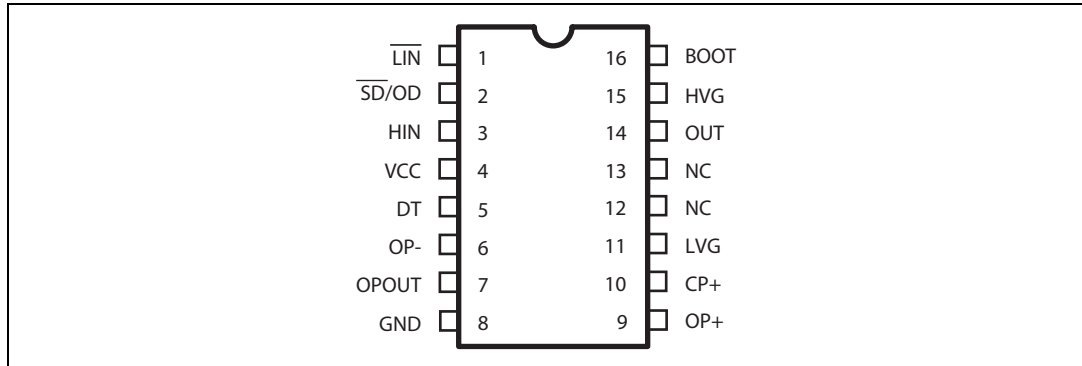 LIN 1 16 BOOT
SD/OD 2 15 HVG
HIN 3 14 OUT
VCC 4 13 NC
DT 5 12 NC
OP- 6 11 LVG
OPOUT 7 10 CP+
GND 8 9 OP+